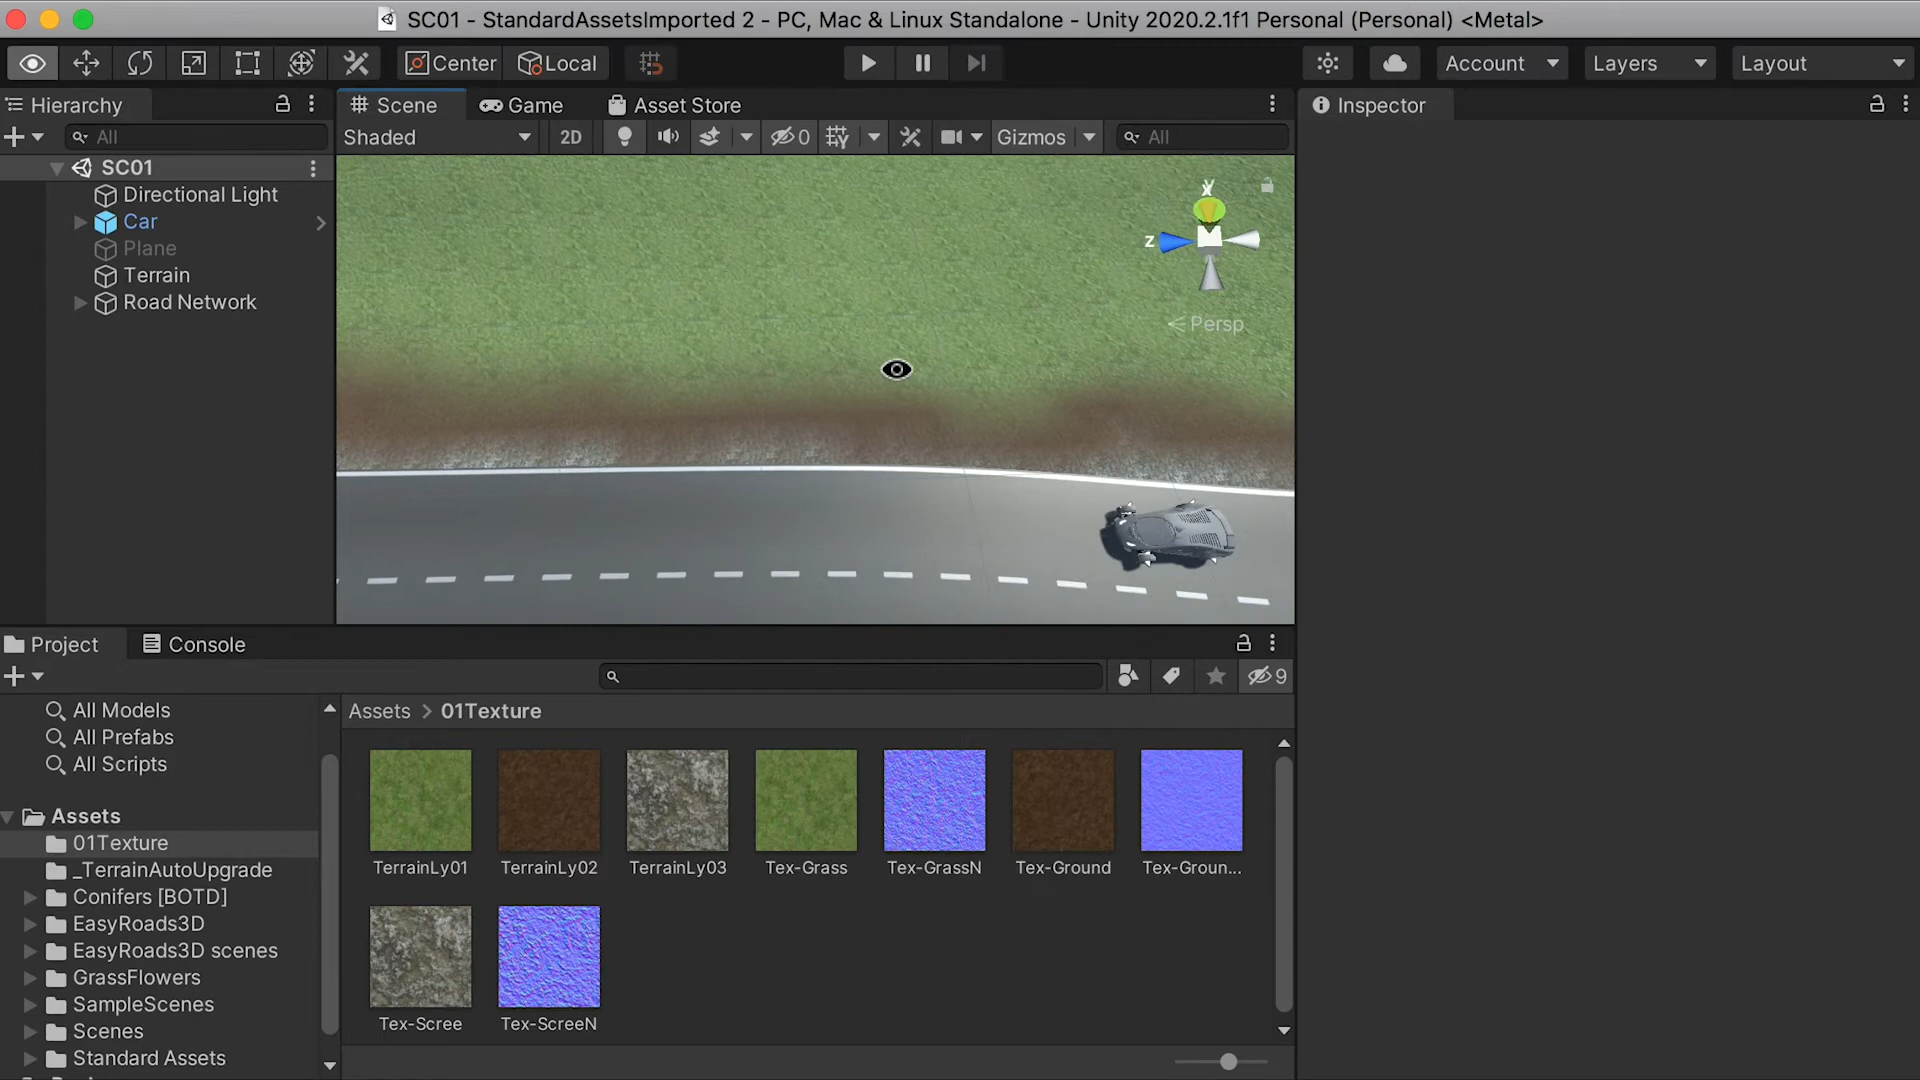 SC01 - StandardAssetsImported 2 - PC, Mac & Linux Standalone - Unity 2020.2.1f1 Personal (Personal) <Metal>
Center
Local
Account
Layers
Layout
Hierarchy
All
SC01
Directional Light
Car
Plane
Terrain
Road Network
Scene
Game
Asset Store
Shaded
2D
0
Gizmos
All
y
z
Persp
Inspector
Project
Console
9
All Models
All Prefabs
All Scripts
Assets
01Texture
_TerrainAutoUpgrade
Conifers [BOTD]
EasyRoads3D
EasyRoads3D scenes
GrassFlowers
SampleScenes
Scenes
Standard Assets
Assets > 01Texture
TerrainLy01
TerrainLy02
TerrainLy03
Tex-Grass
Tex-GrassN
Tex-Ground
Tex-Groun...
Tex-Scree
Tex-ScreeN